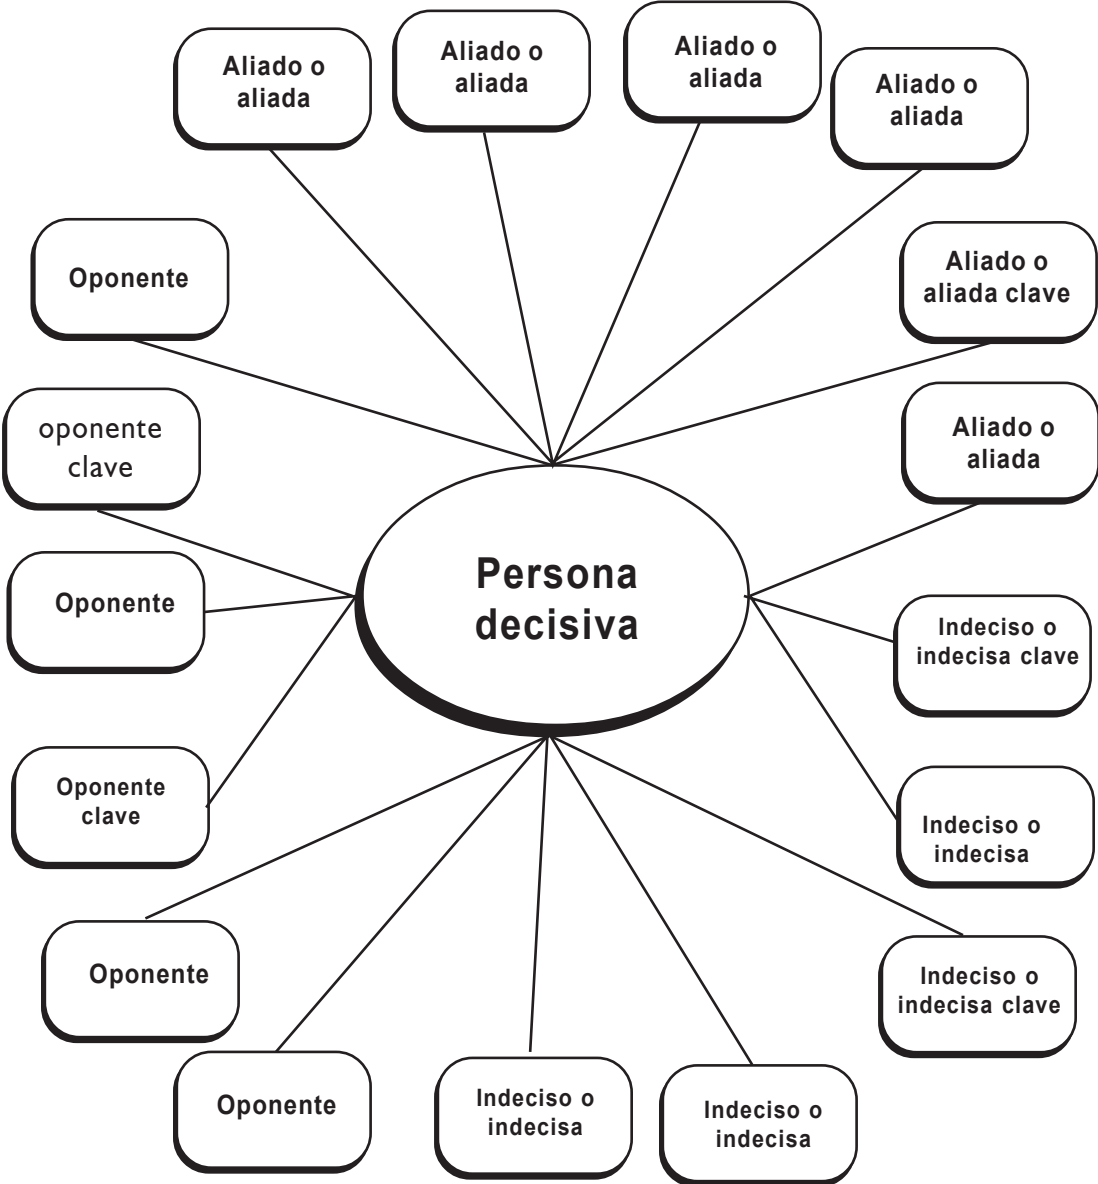 Aliado o
aliada
Aliado o
aliada
Aliado o
aliada
Aliado o
aliada
Oponente
Aliado o
aliada clave
oponente
clave
Aliado o
aliada
Persona
decisiva
Oponente
Indeciso o
indecisa clave
Oponente
clave
Indeciso o
indecisa
Oponente
Indeciso o
indecisa clave
Oponente
Indeciso o
indecisa
Indeciso o
indecisa